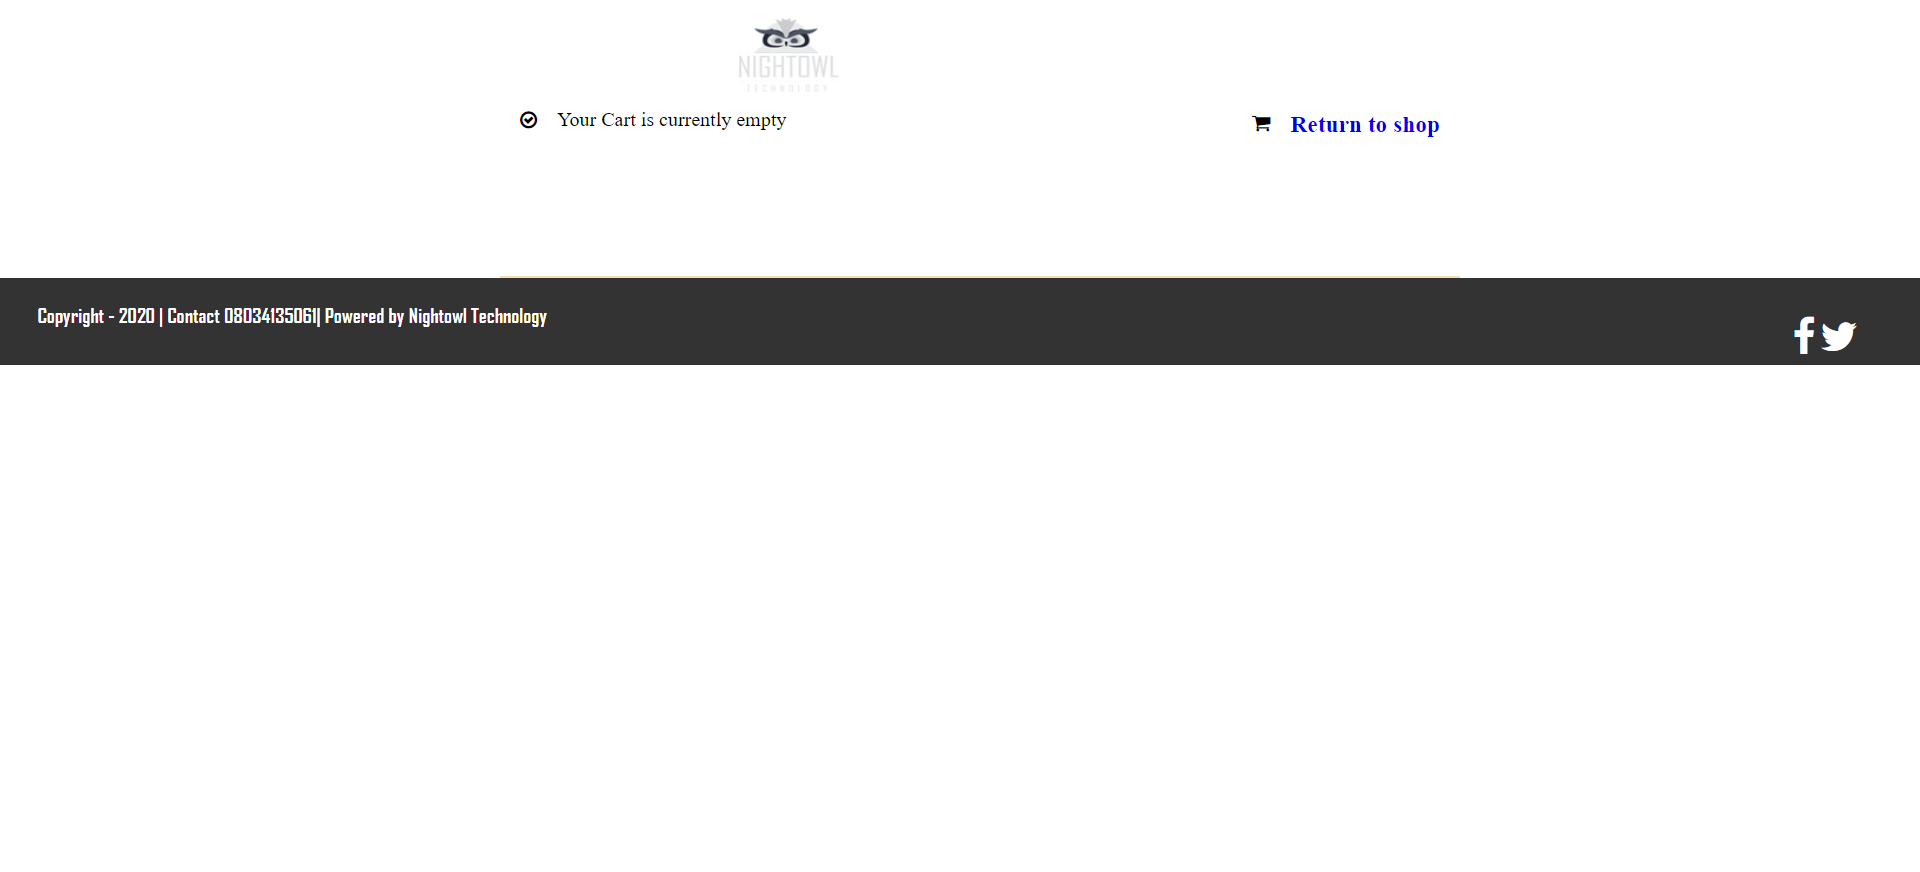 NIGHTOWL
TECHNOLOGY
Your Cart is currently empty
Return to shop
Copyright - 2020 | Contact 08034135061| Powered by Nightowl Technology